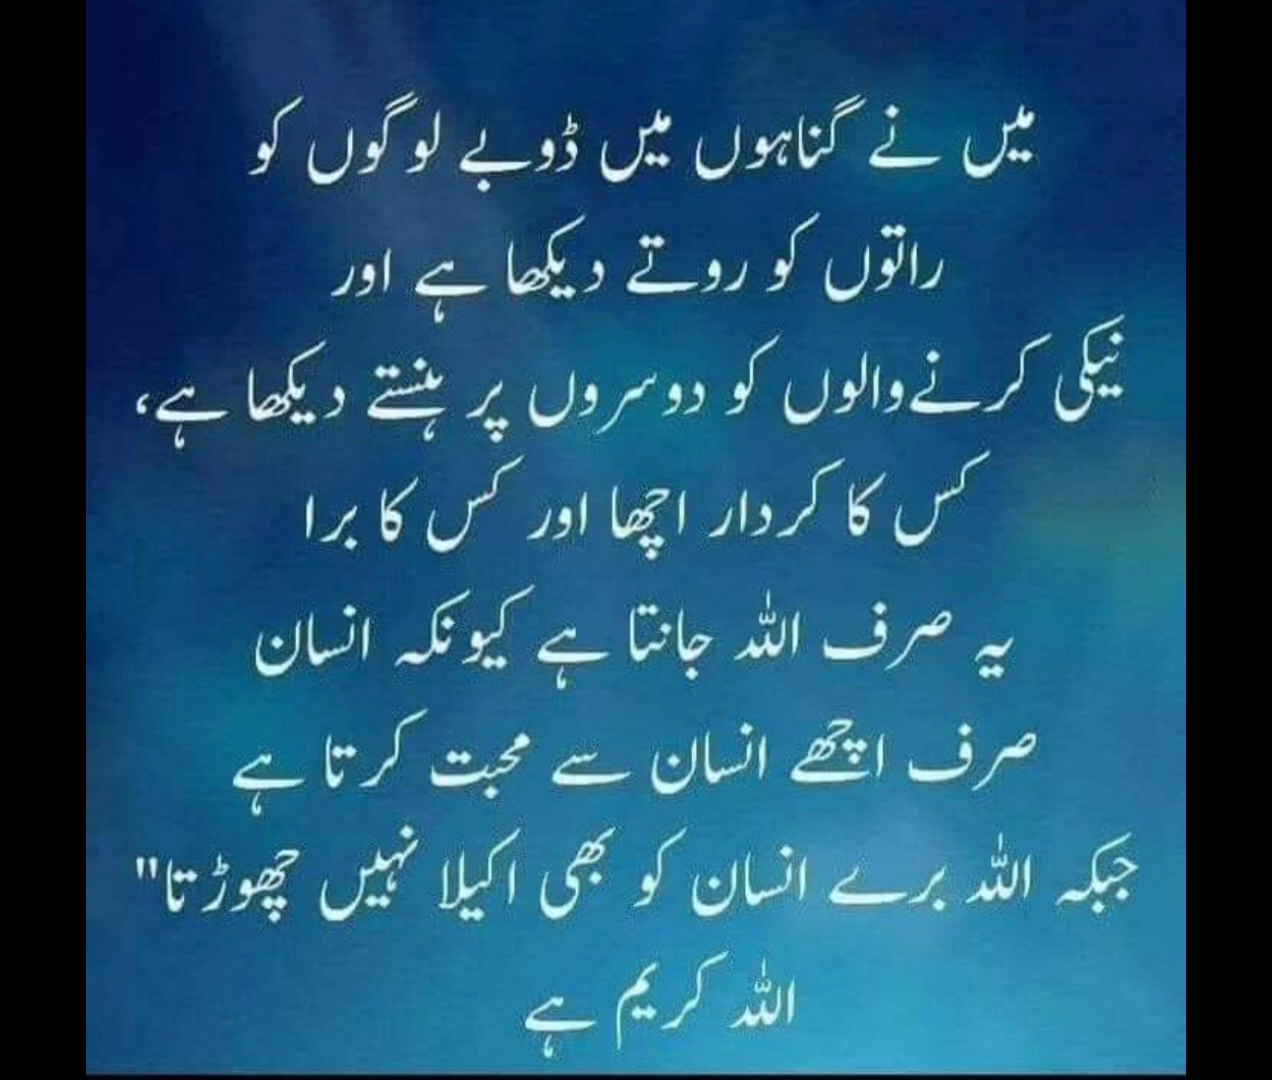 میں نے گناہوں میں ڈوبے لوگوں کو
راتوں کو روتے دیکھا ہے اور
نیکی کرنے والوں کو دوسروں پر ہنستے دیکھا ہے،
کس کا کردار اچھا اور کس کا برا
یہ صرف اللہ جانتا ہے کیونکہ انسان
صرف اچھے انسان سے محبت کرتا ہے
جبکہ اللہ برے انسان کو بھی اکیلا نہیں چھوڑتا"
اللہ کریم ہے